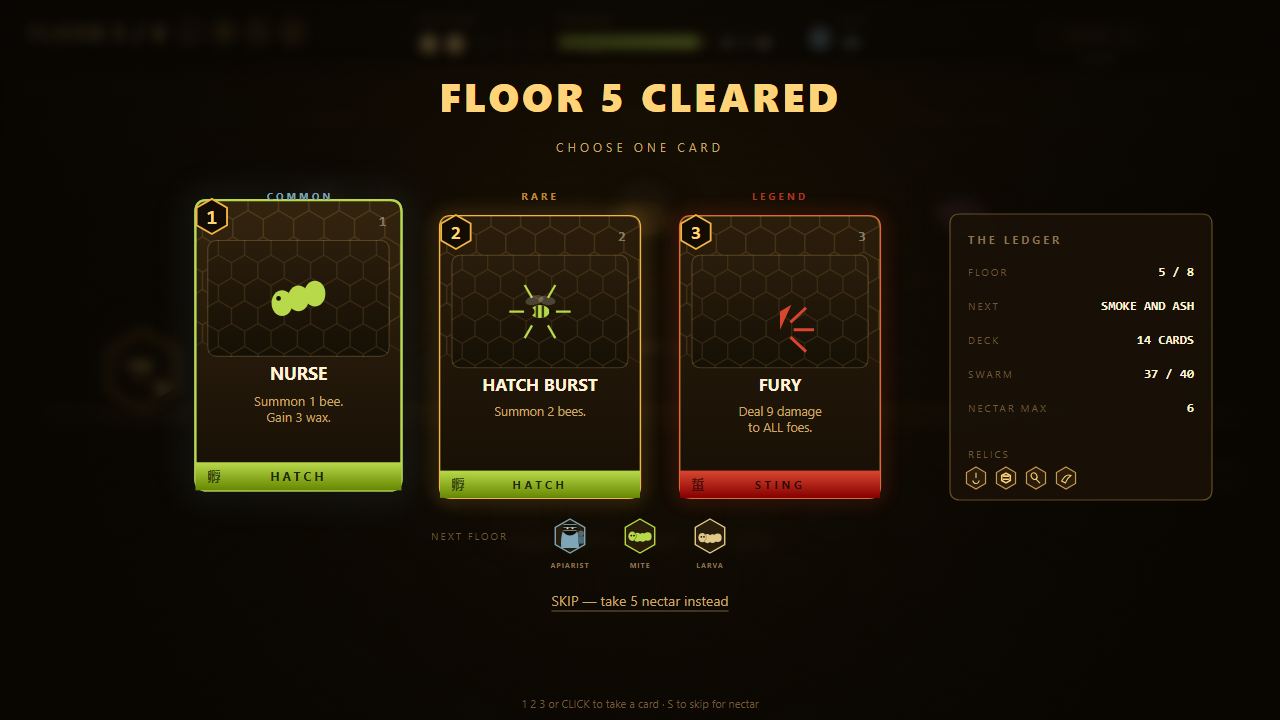 FLOOR 5 CLEARED
CHOOSE ONE CARD
COMMON
1
1
NURSE
Summon 1 bee.
Gain 3 wax.
孵 HATCH
RARE
2
2
HATCH BURST
Summon 2 bees.
孵 HATCH
LEGEND
3
3
FURY
Deal 9 damage
to ALL foes.
蜇 STING
THE LEDGER
FLOOR 5 / 8
NEXT SMOKE AND ASH
DECK 14 CARDS
SWARM 37 / 40
NECTAR MAX 6
RELICS
NEXT FLOOR
APIARIST
MITE
LARVA
SKIP — take 5 nectar instead
1 2 3 or CLICK to take a card · S to skip for nectar